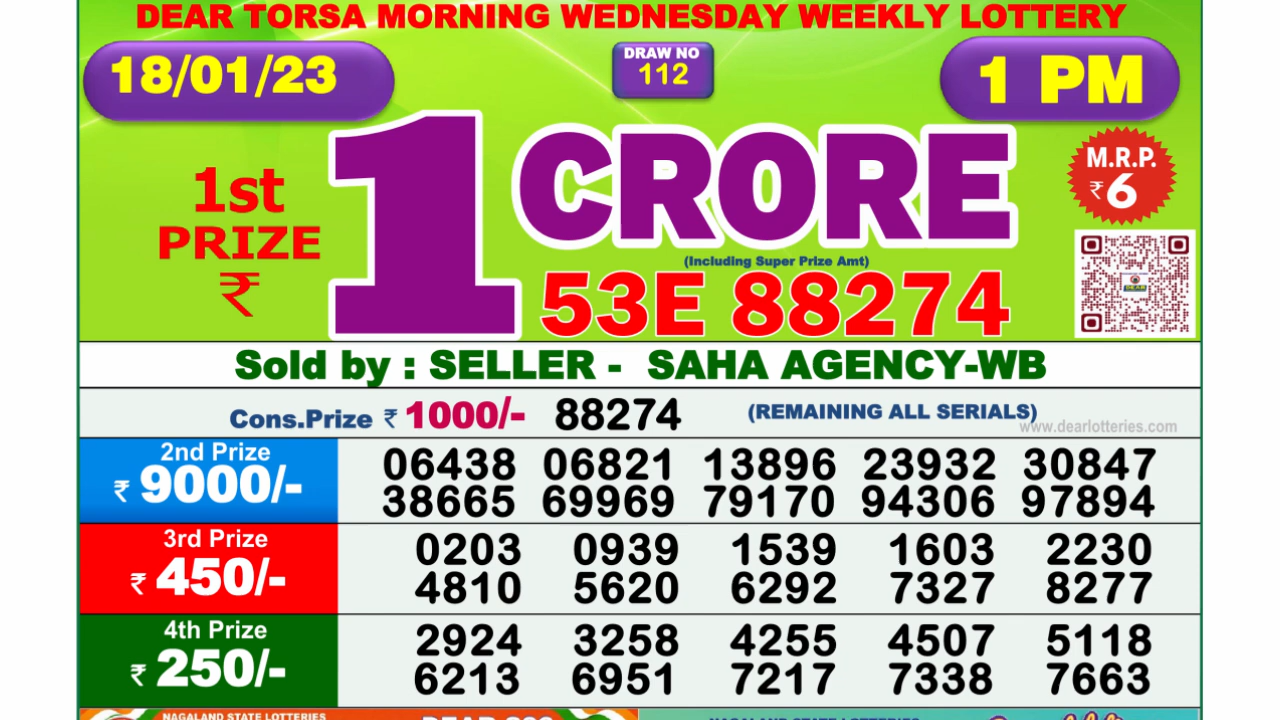 DEAR TORSA MORNING WEDNESDAY WEEKLY LOTTERY
18/01/23
DRAW NO
112
1 PM
1st
PRIZE
₹
1 CRORE
M.R.P.
₹6
(Including Super Prize Amt)
53E 88274
Sold by : SELLER - SAHA AGENCY-WB
Cons.Prize ₹ 1000/- 88274 (REMAINING ALL SERIALS)
www.dearlotteries.com
2nd Prize
₹ 9000/-
06438 06821 13896 23932 30847
38665 69969 79170 94306 97894
3rd Prize
₹ 450/-
0203 0939 1539 1603 2230
4810 5620 6292 7327 8277
4th Prize
₹ 250/-
2924 3258 4255 4507 5118
6213 6951 7217 7338 7663
NAGALAND STATE LOTTERIES
NAGALAND STATE LOTTERIES